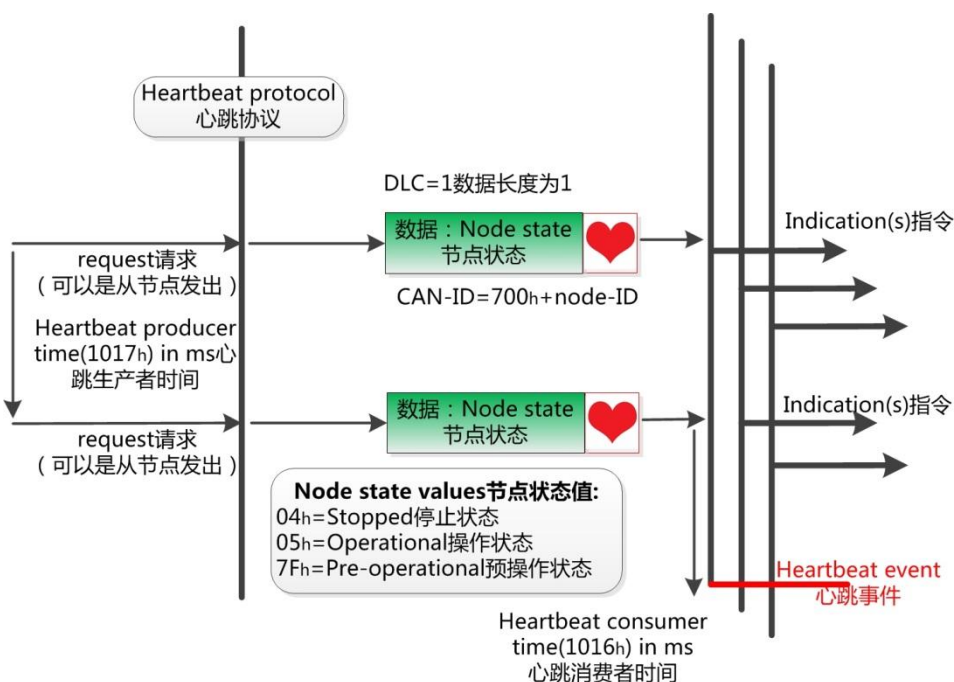 Heartbeat protocol
心跳协议
DLC=1数据长度为1
数据：Node state
节点状态
Indication(s)指令
request请求
（可以是从节点发出）
CAN-ID=700h+node-ID
Heartbeat producer
time(1017h) in ms心
跳生产者时间
数据：Node state
节点状态
Indication(s)指令
request请求
（可以是从节点发出）
Node state values节点状态值:
04h=Stopped停止状态
05h=Operational操作状态
7Fh=Pre-operational预操作状态
Heartbeat event
心跳事件
Heartbeat consumer
time(1016h) in ms
心跳消费者时间